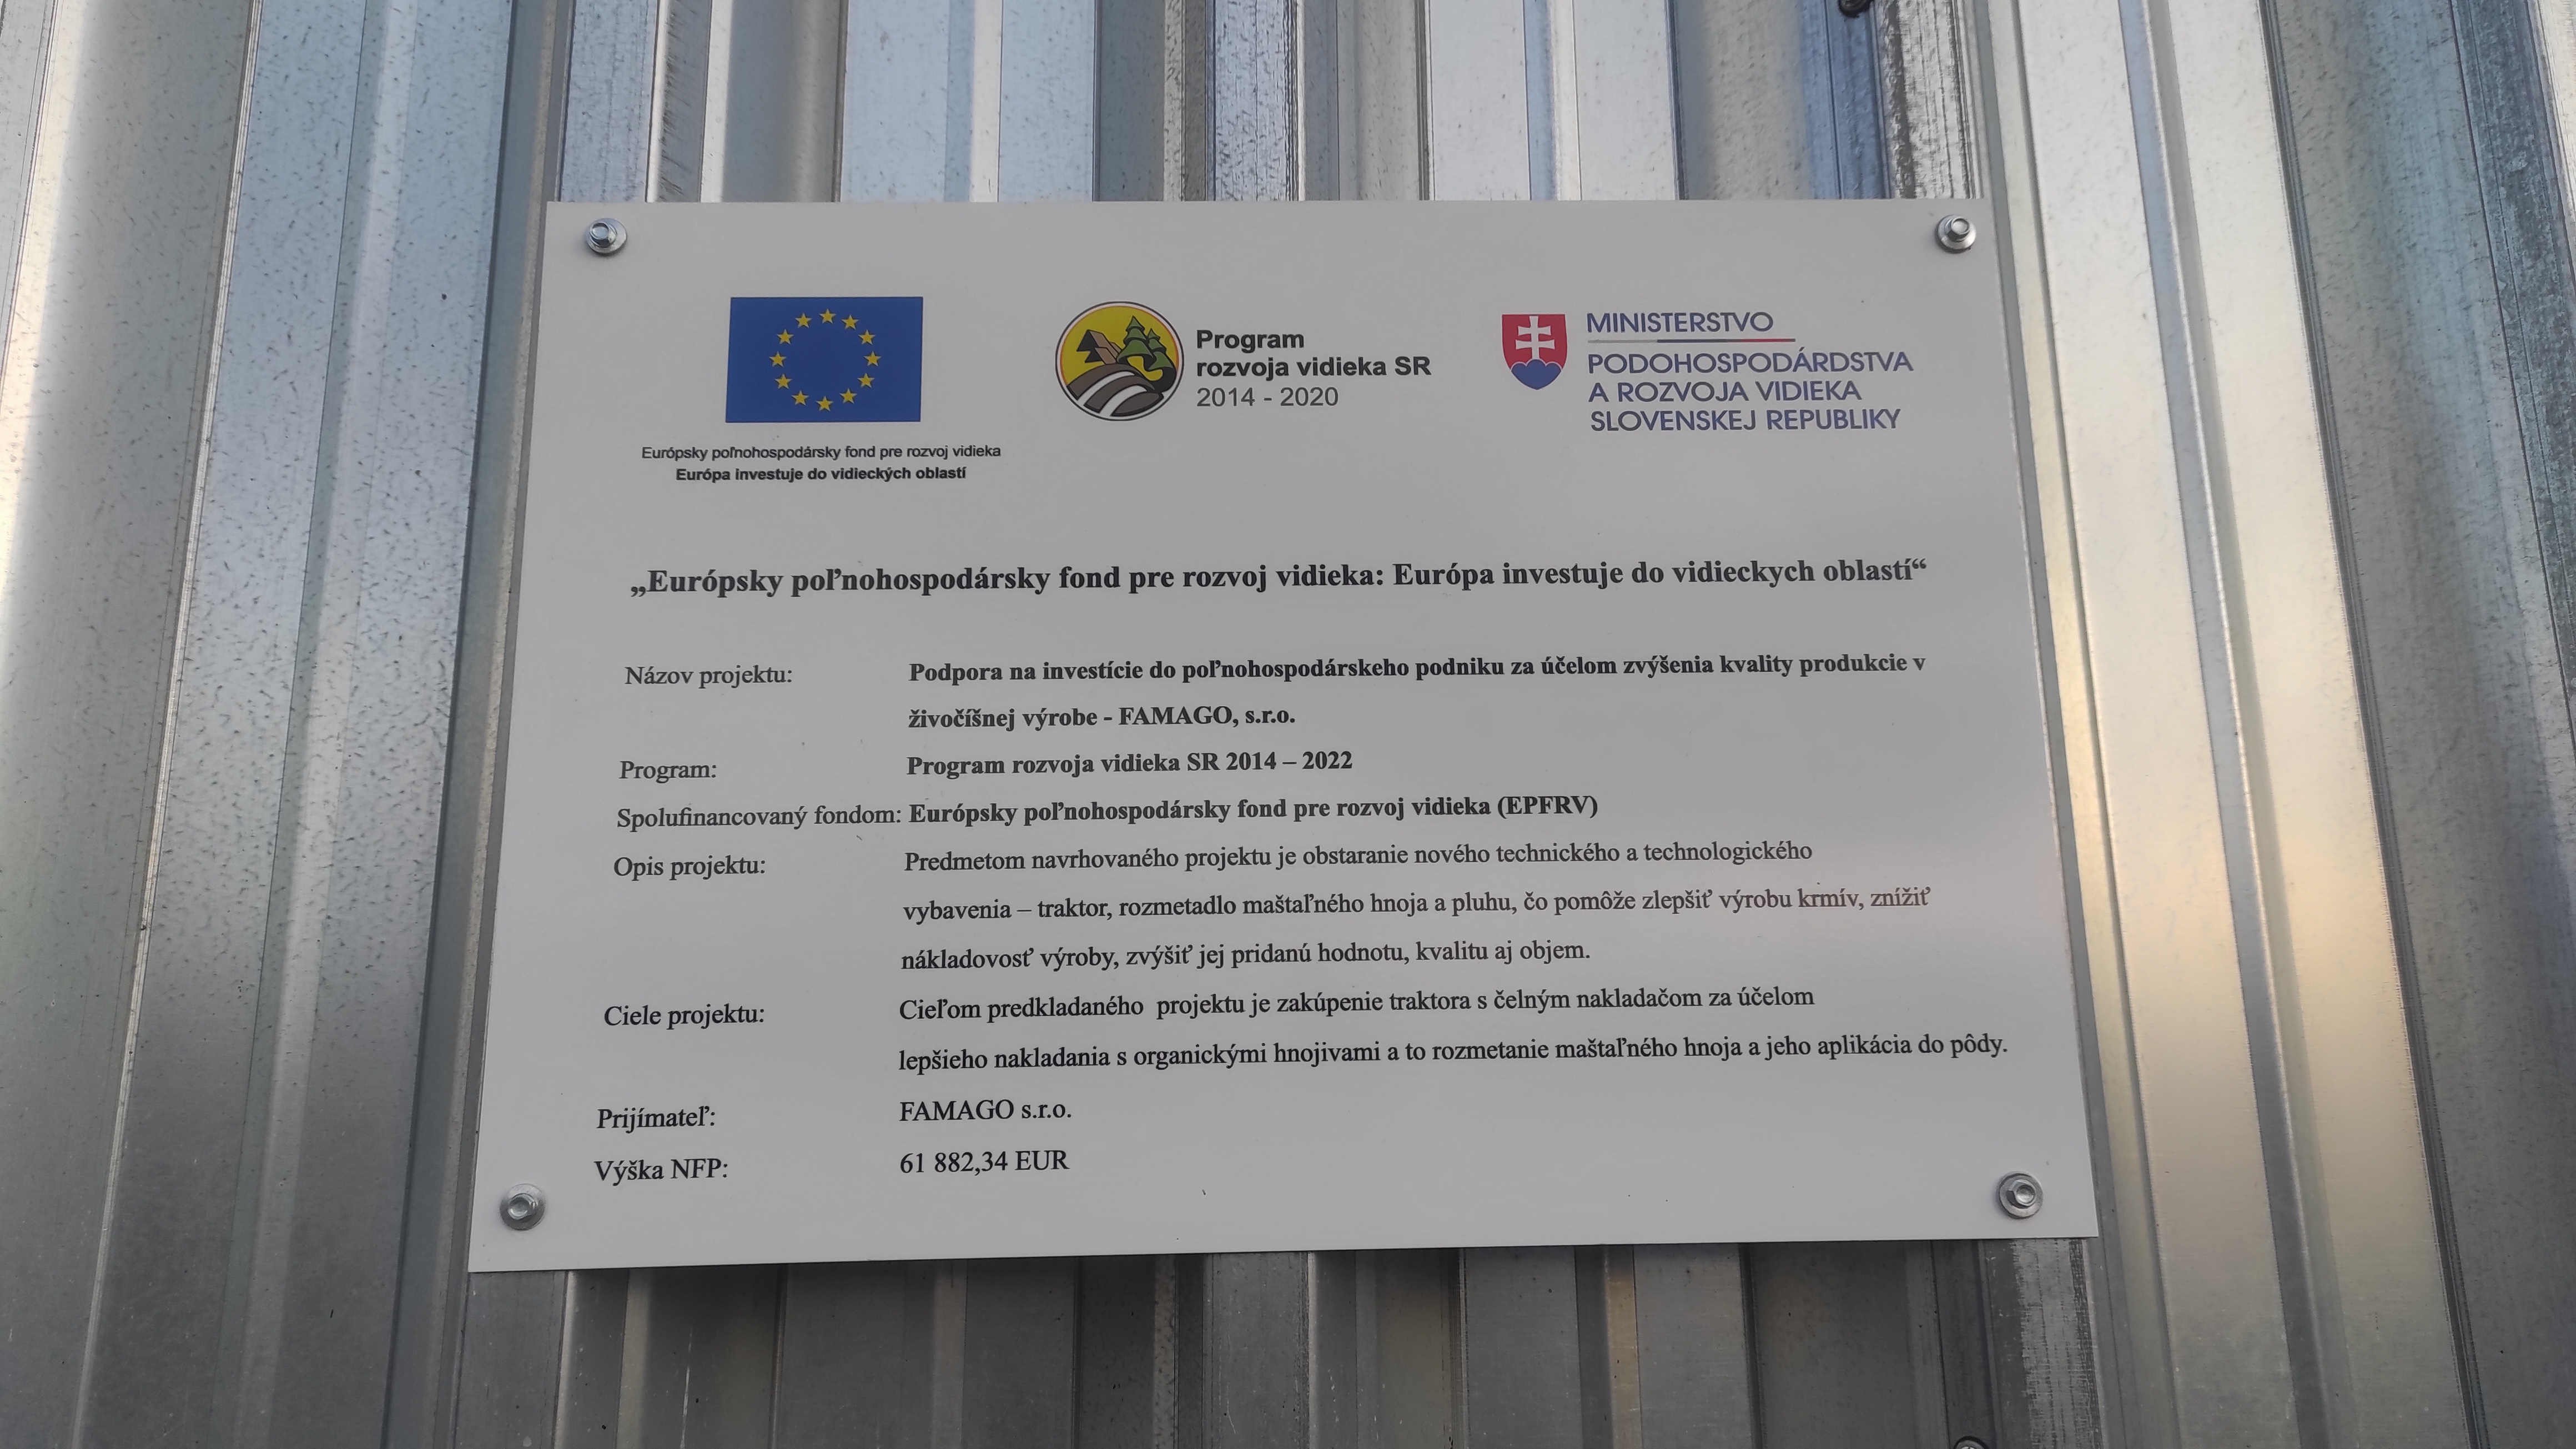 Európsky poľnohospodársky fond pre rozvoj vidieka
Európa investuje do vidieckých oblastí
Program
rozvoja vidieka SR
2014 - 2020
MINISTERSTVO
PODOHOSPODÁRDSTVA
A ROZVOJA VIDIEKA
SLOVENSKEJ REPUBLIKY
„Európsky poľnohospodársky fond pre rozvoj vidieka: Európa investuje do vidieckych oblastí“
Názov projektu: Podpora na investície do poľnohospodárskeho podniku za účelom zvýšenia kvality produkcie v
živočíšnej výrobe - FAMAGO, s.r.o.
Program: Program rozvoja vidieka SR 2014 – 2022
Spolufinancovaný fondom: Európsky poľnohospodársky fond pre rozvoj vidieka (EPFRV)
Opis projektu: Predmetom navrhovaného projektu je obstaranie nového technického a technologického
vybavenia – traktor, rozmetadlo maštaľného hnoja a pluhu, čo pomôže zlepšiť výrobu krmív, znížiť
nákladovosť výroby, zvýšiť jej pridanú hodnotu, kvalitu aj objem.
Ciele projektu: Cieľom predkladaného projektu je zakúpenie traktora s čelným nakladačom za účelom
lepšieho nakladania s organickými hnojivami a to rozmetanie maštaľného hnoja a jeho aplikácia do pôdy.
Prijímateľ: FAMAGO s.r.o.
Výška NFP: 61 882,34 EUR